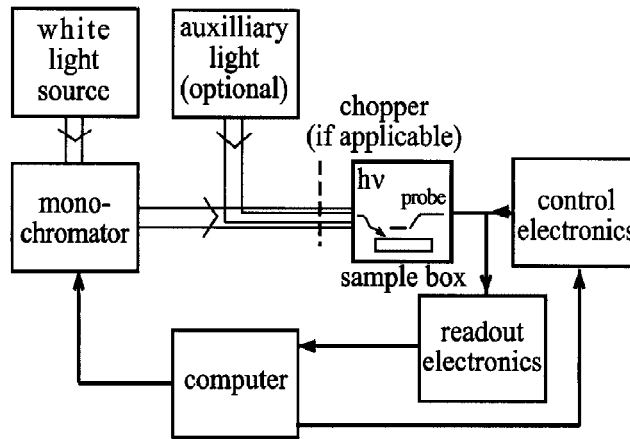 white
light
source
auxilliary
light
(optional)
chopper
(if applicable)
mono-
chromator
hν
probe
sample box
control
electronics
readout
electronics
computer